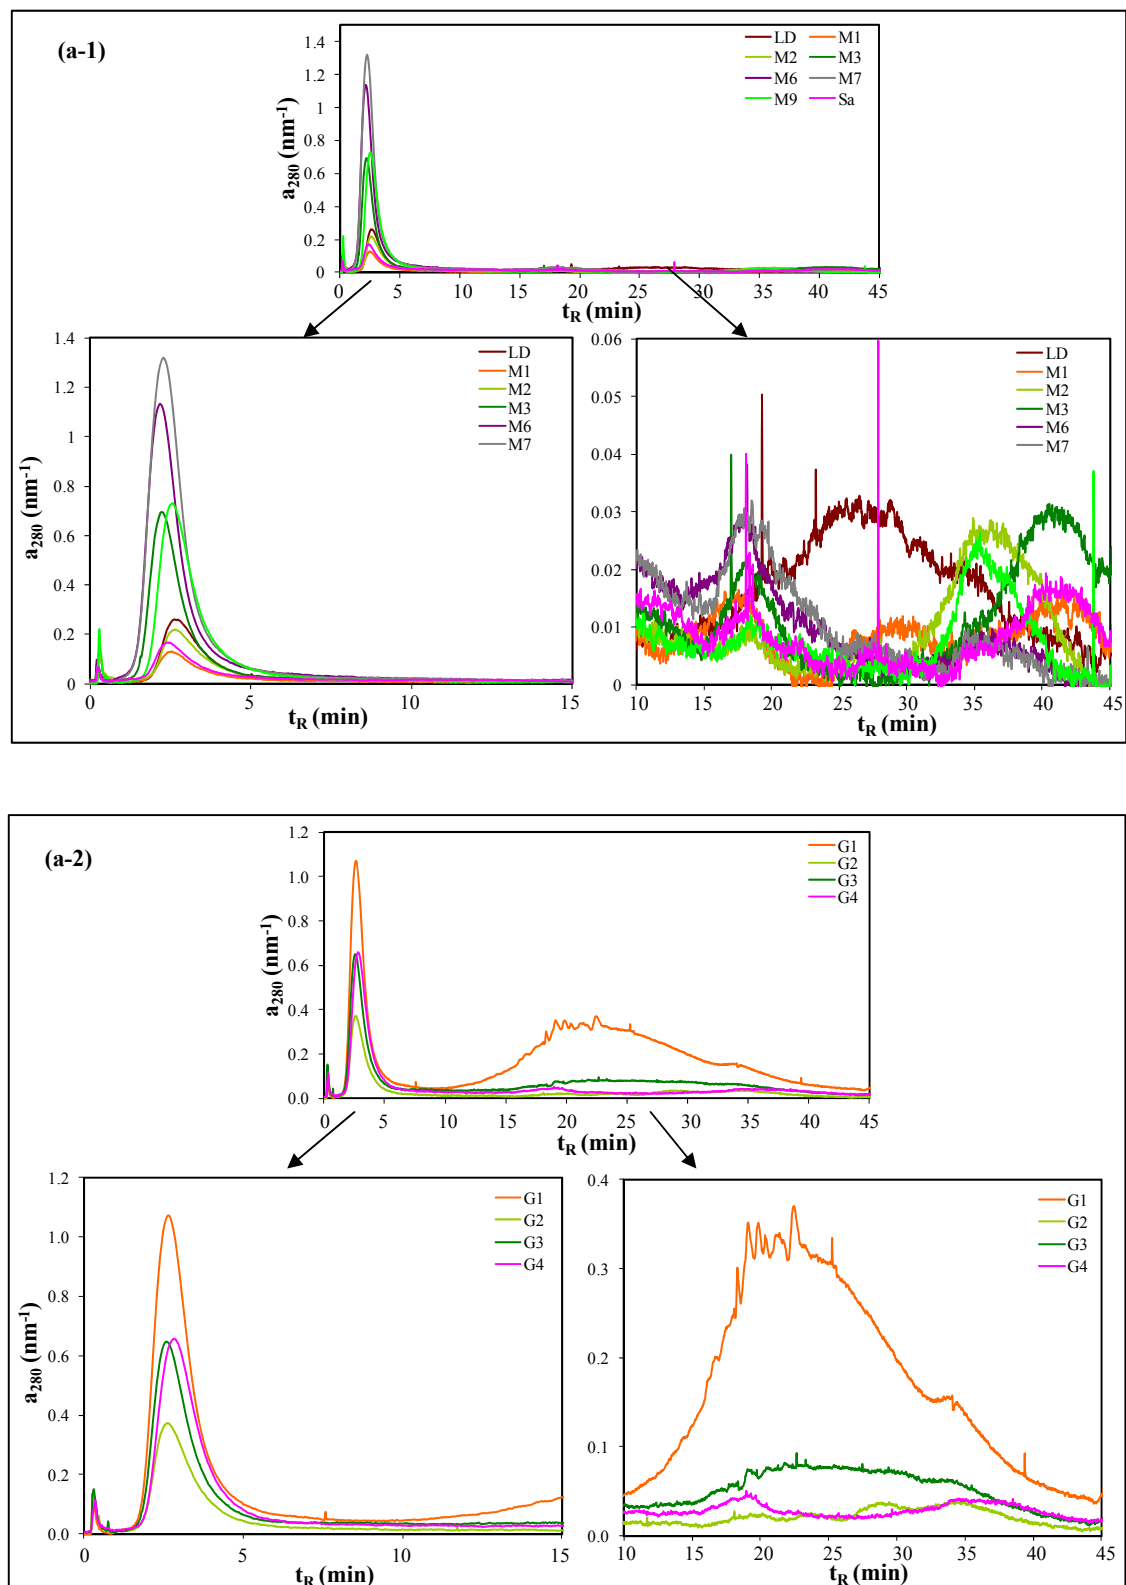 (a-1)
a280 (nm-1)
1.4
1.2
1
0.8
0.6
0.4
0.2
0
LD M1
M2 M3
M6 M7
M9 Sa
0 5 10 15 20 25 30 35 40 45
tR (min)
a280 (nm-1)
1.4
1.2
1
0.8
0.6
0.4
0.2
0
LD
M1
M2
M3
M6
M7
0 5 10 15
tR (min)
0.06
0.05
0.04
0.03
0.02
0.01
0
LD
M1
M2
M3
M6
M7
10 15 20 25 30 35 40 45
tR (min)
(a-2)
a280 (nm-1)
1.2
1.0
0.8
0.6
0.4
0.2
0.0
G1
G2
G3
G4
0 5 10 15 20 25 30 35 40 45
tR (min)
a280 (nm-1)
1.2
1.0
0.8
0.6
0.4
0.2
0.0
G1
G2
G3
G4
0 5 10 15
tR (min)
0.4
0.3
0.2
0.1
0.0
G1
G2
G3
G4
10 15 20 25 30 35 40 45
tR (min)